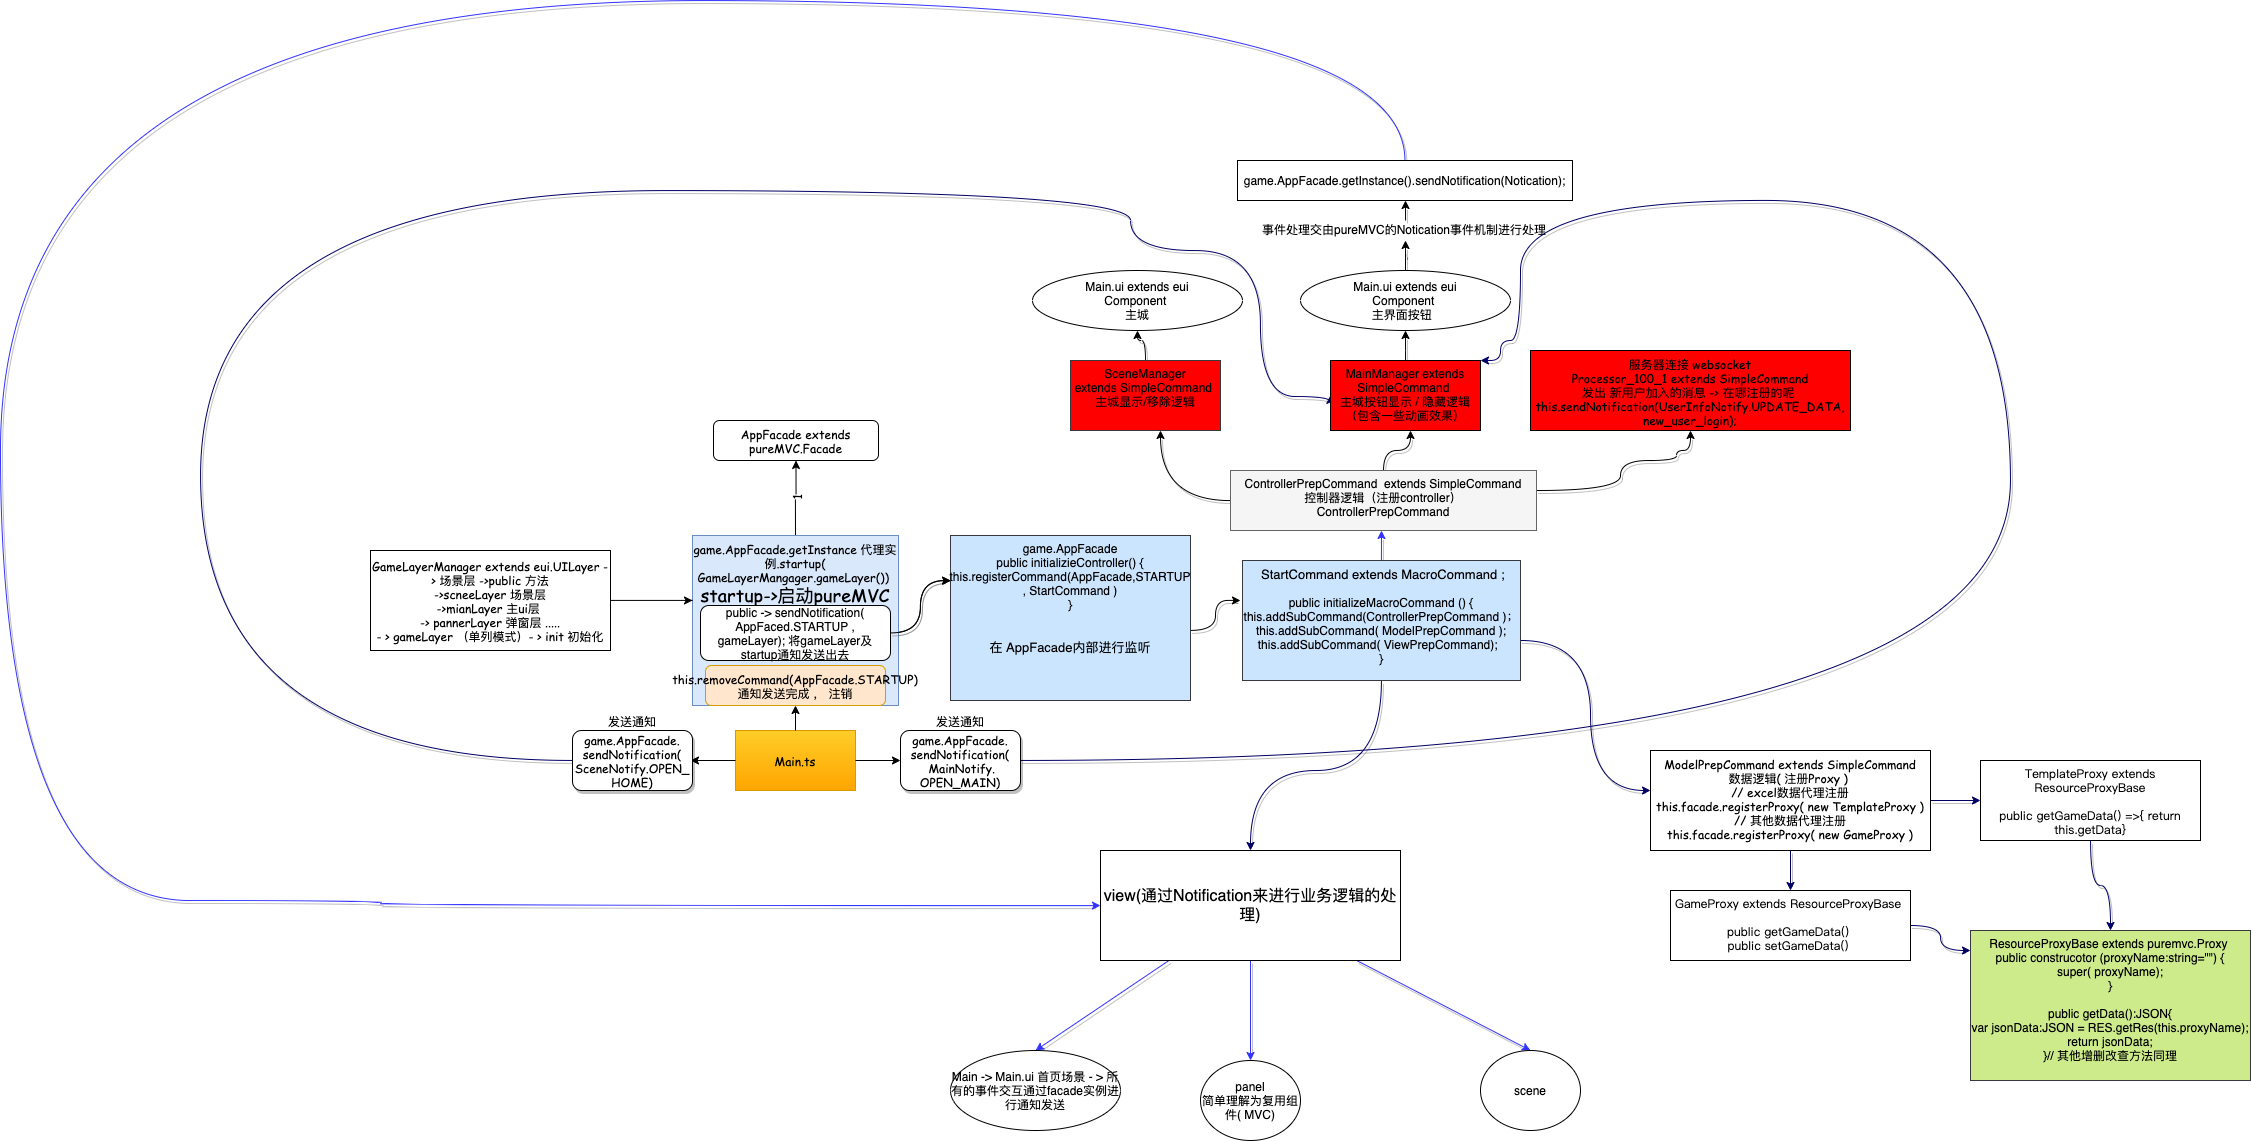 game.AppFacade.getInstance().sendNotification(Notication);
事件处理交由pureMVC的Notication事件机制进行处理
Main.ui extends eui
Component
主城
Main.ui extends eui
Component
主界面按钮
SceneManager
extends SimpleCommand
主城显示/移除逻辑
MainManager extends
SimpleCommand
主城按钮显示 / 隐藏逻辑
（包含一些动画效果）
服务器连接 websocket
Processor_100_1 extends SimpleCommand
发出 新用户加入的消息 -> 在哪注册的呢
this.sendNotification(UserInfoNotify.UPDATE_DATA,
new_user_login);
AppFacade extends
pureMVC.Facade
1
ControllerPrepCommand  extends SimpleCommand
控制器逻辑（注册controller）
ControllerPrepCommand
GameLayerManager extends eui.UILayer -
> 场景层 ->public 方法
->scneeLayer 场景层
->mianLayer 主ui层
-> pannerLayer 弹窗层 .....
- > gameLayer （单列模式）- > init 初始化
game.AppFacade.getInstance 代理实
例.startup(
GameLayerMangager.gameLayer())
startup->启动pureMVC
public -> sendNotification(
AppFaced.STARTUP ,
gameLayer); 将gameLayer及
startup通知发送出去
this.removeCommand(AppFacade.STARTUP)
通知发送完成 ， 注销
game.AppFacade
public initializieController() {
this.registerCommand(AppFacade,STARTUP
, StartCommand )
}
在 AppFacade内部进行监听
StartCommand extends MacroCommand ;
public initializeMacroCommand () {
this.addSubCommand(ControllerPrepCommand );
this.addSubCommand( ModelPrepCommand );
this.addSubCommand( ViewPrepCommand);
}
发送通知
game.AppFacade.
sendNotification(
SceneNotify.OPEN_
HOME)
Main.ts
发送通知
game.AppFacade.
sendNotification(
MainNotify.
OPEN_MAIN)
ModelPrepCommand extends SimpleCommand
数据逻辑( 注册Proxy )
// excel数据代理注册
this.facade.registerProxy( new TemplateProxy )
// 其他数据代理注册
this.facade.registerProxy( new GameProxy )
TemplateProxy extends
ResourceProxyBase
public getGameData() =>{ return
this.getData}
view(通过Notification来进行业务逻辑的处
理)
GameProxy extends ResourceProxyBase
public getGameData()
public setGameData()
ResourceProxyBase extends puremvc.Proxy
public construcotor (proxyName:string="") {
super( proxyName);
}
public getData():JSON{
var jsonData:JSON = RES.getRes(this.proxyName);
return jsonData;
}// 其他增删改查方法同理
Main -> Main.ui 首页场景 - > 所
有的事件交互通过facade实例进
行通知发送
panel
简单理解为复用组
件( MVC)
scene